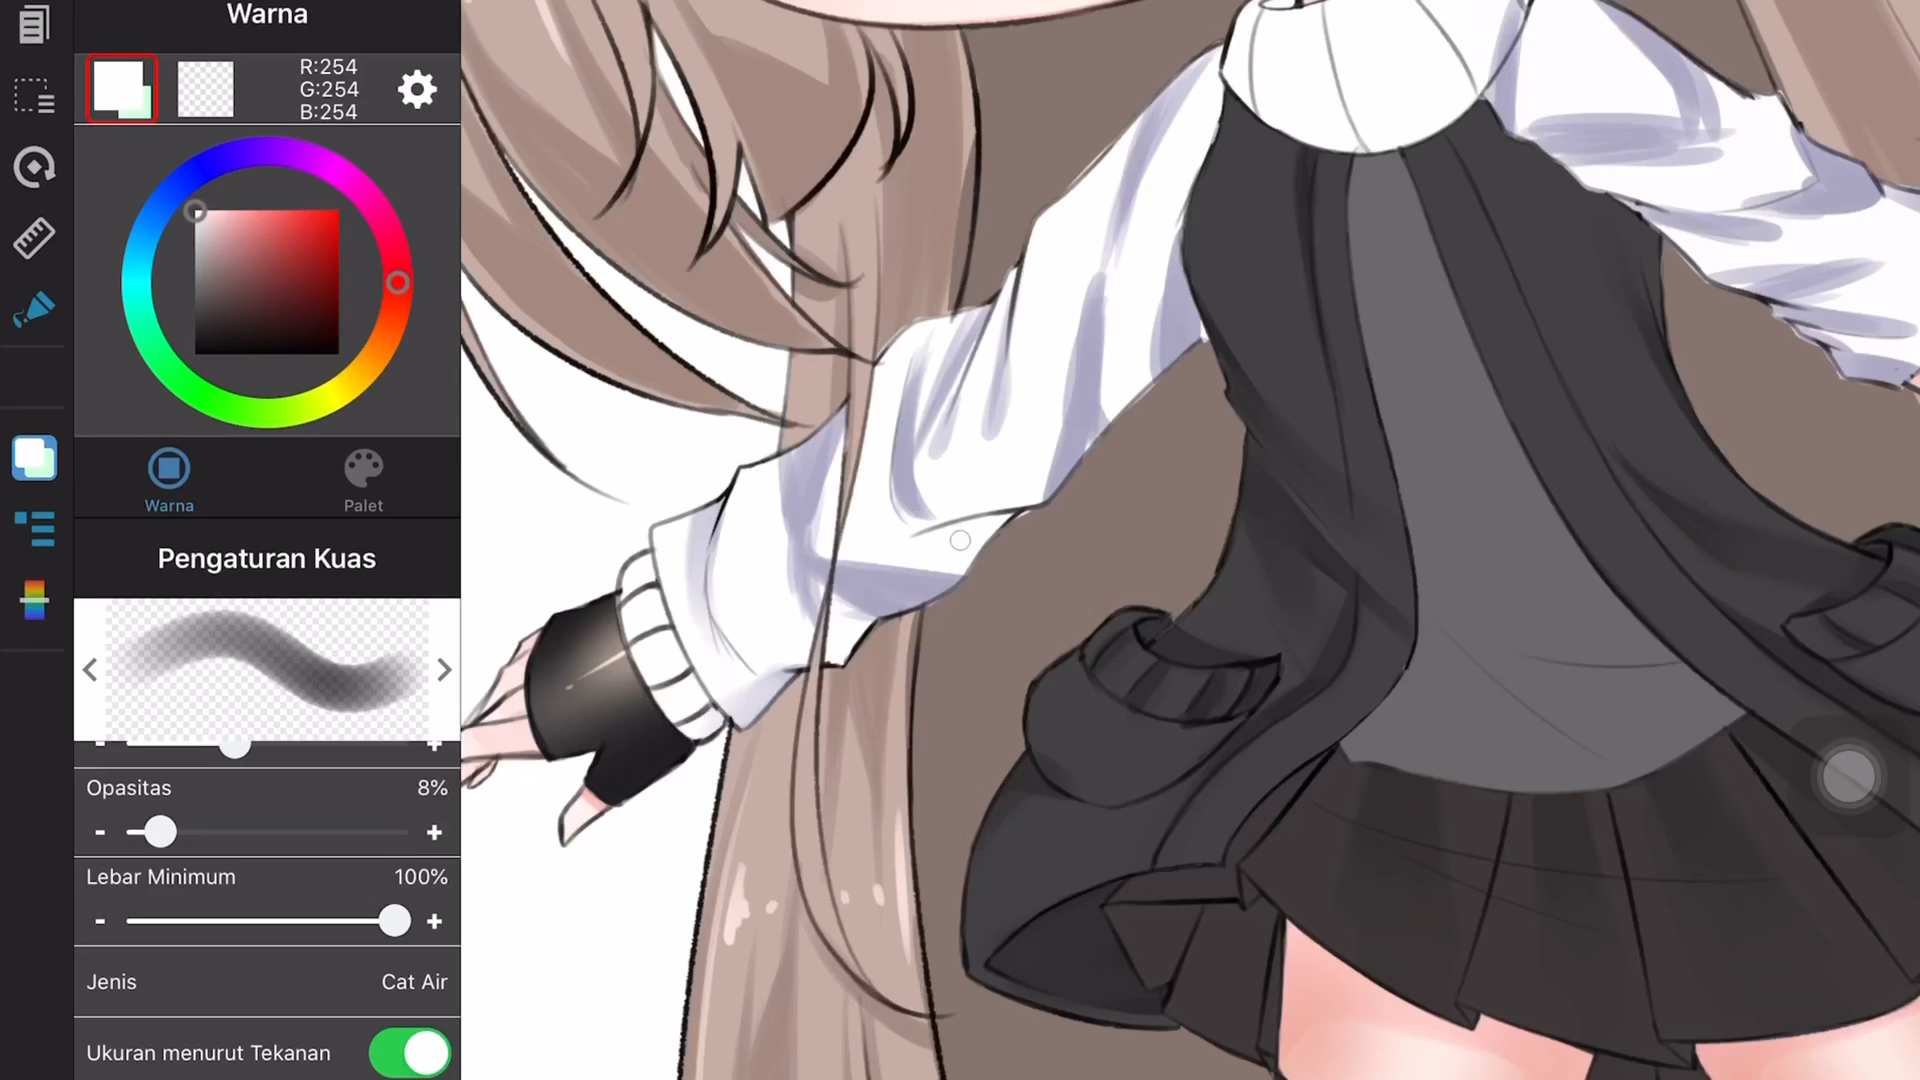 Warna
R:254
G:254
B:254
Warna
Palet
Pengaturan Kuas
Opasitas 8%
Lebar Minimum 100%
Jenis Cat Air
Ukuran menurut Tekanan